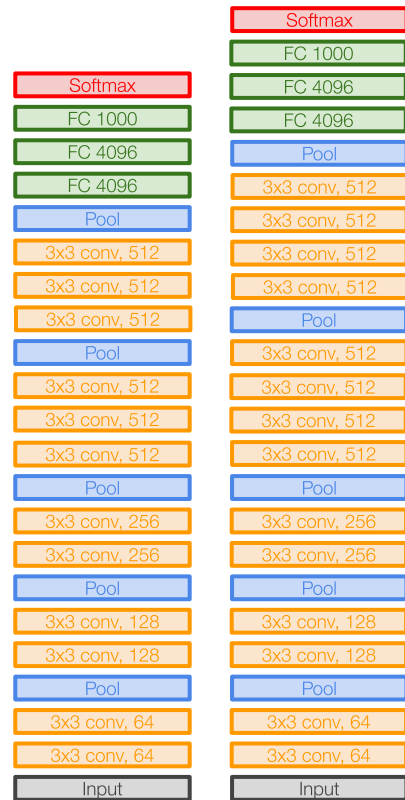 Softmax
FC 1000
FC 4096
FC 4096
Pool
3x3 conv, 512
3x3 conv, 512
3x3 conv, 512
Pool
3x3 conv, 512
3x3 conv, 512
3x3 conv, 512
Pool
3x3 conv, 256
3x3 conv, 256
Pool
3x3 conv, 128
3x3 conv, 128
Pool
3x3 conv, 64
3x3 conv, 64
Input
Softmax
FC 1000
FC 4096
FC 4096
Pool
3x3 conv, 512
3x3 conv, 512
3x3 conv, 512
3x3 conv, 512
Pool
3x3 conv, 512
3x3 conv, 512
3x3 conv, 512
3x3 conv, 512
Pool
3x3 conv, 256
3x3 conv, 256
Pool
3x3 conv, 128
3x3 conv, 128
Pool
3x3 conv, 64
3x3 conv, 64
Input